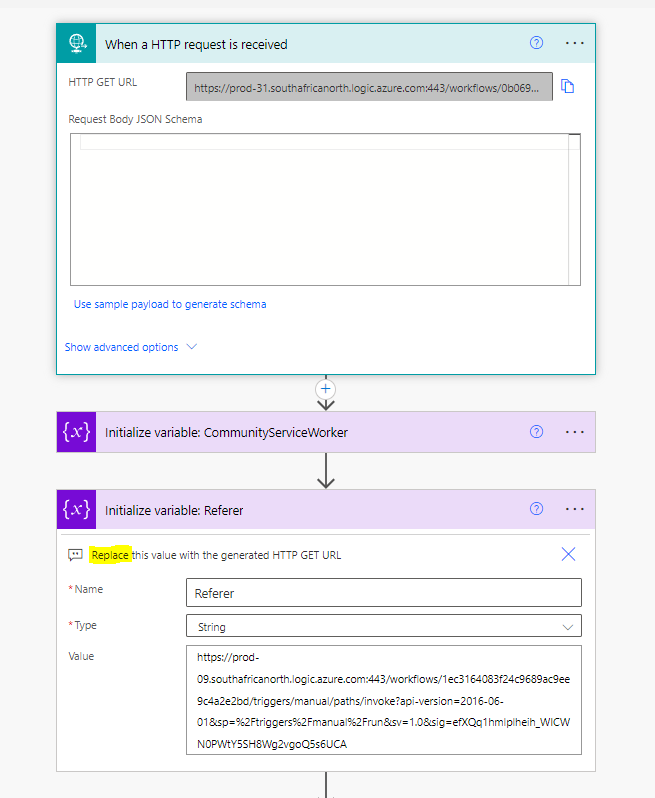 When a HTTP request is received
HTTP GET URL
https://prod-31.southafricanorth.logic.azure.com:443/workflows/0b069...
Request Body JSON Schema
Use sample payload to generate schema
Show advanced options
{x} Initialize variable: CommunityServiceWorker
{x} Initialize variable: Referer
Replace this value with the generated HTTP GET URL
*Name
Referer
*Type
String
Value
https://prod-
09.southafricanorth.logic.azure.com:443/workflows/1ec3164083f24c9689ac9ee
9c4a2e2bd/triggers/manual/paths/invoke?api-version=2016-06-
01&sp=%2Ftriggers%2Fmanual%2Frun&sv=1.0&sig=efXQq1hmIplheih_WlCW
N0PWtY5SH8Wg2vgoQ5s6UCA